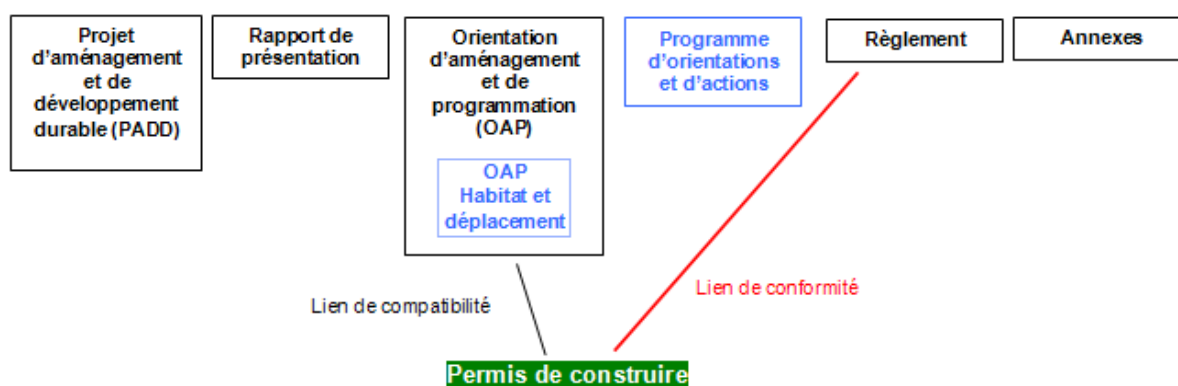 Projet
d'aménagement
et de
développement
durable (PADD)
Rapport de
présentation
Orientation
d'aménagement
et de
programmation
(OAP)
OAP
Habitat et
déplacement
Programme
d'orientations
et d'actions
Règlement
Annexes
Lien de compatibilité
Lien de conformité
Permis de construire